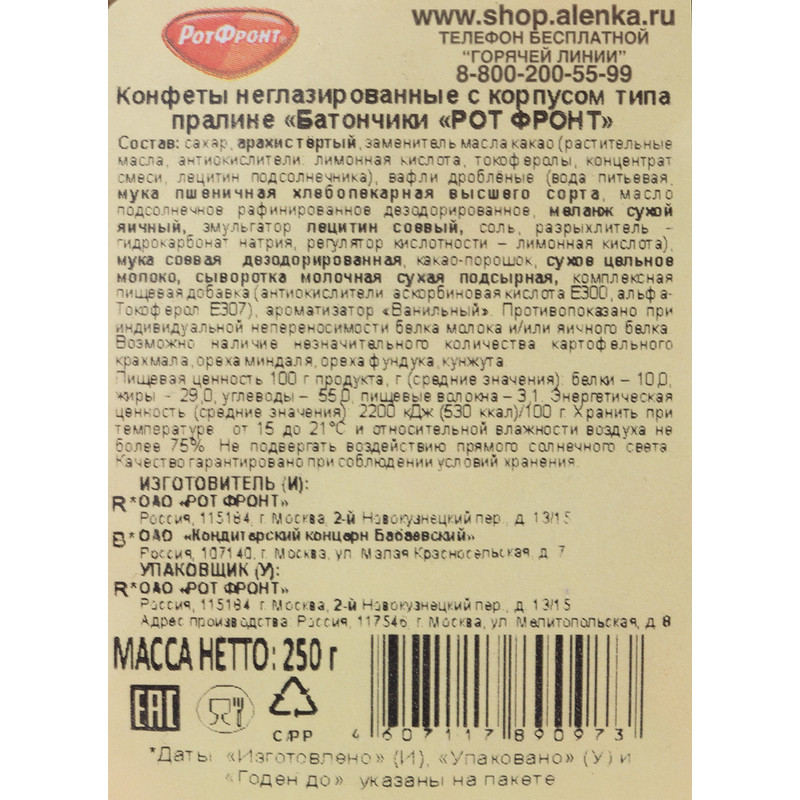 РотФронт
www.shop.alenka.ru
ТЕЛЕФОН БЕСПЛАТНОЙ
"ГОРЯЧЕЙ ЛИНИИ"
8-800-200-55-99
Конфеты неглазированные с корпусом типа
пралине «Батончики «РОТ ФРОНТ»
Состав: сахар, арахис тёртый, заменитель масла какао (растительные
масла, антиокислители: лимонная кислота, токоферолы, концентрат
смеси, лецитин подсолнечника), вафли дроблёные (вода питьевая,
мука пшеничная хлебопекарная высшего сорта, масло
подсолнечное рафинированное дезодорированное, меланж сухой
яичный, эмульгатор лецитин соевый, соль, разрыхлитель -
гидрокарбонат натрия, регулятор кислотности – лимонная кислота),
мука соевая дезодорированная, какао-порошок, сухое цельное
молоко, сыворотка молочная сухая подсырная, комплексная
пищевая добавка (антиокислители: аскорбиновая кислота Е300, альфа-
Токоферол Е307), ароматизатор «Ванильный». Противопоказано при
индивидуальной непереносимости белка молока и/или яичного белка.
Возможно наличие незначительного количества картофельного
крахмала, ореха миндаля, ореха фундука, кунжута.
Пищевая ценность 100 г продукта, г (средние значения): белки – 10,0;
жиры - 29,0; углеводы – 55,0, пищевые волокна – 3,1. Энергетическая
ценность (средние значения): 2200 кДж (530 ккал)/100 г. Хранить при
температуре от 15 до 21°С и относительной влажности воздуха не
более 75%. Не подвергать воздействию прямого солнечного света.
Качество гарантировано при соблюдении условий хранения.
ИЗГОТОВИТЕЛЬ (И):
R*ОАО «РОТ ФРОНТ»
Россия, 115184, г. Москва, 2-й Новокузнецкий пер., д. 13/15
B*ОАО «Кондитерский концерн Бабаевский»
Россия, 107140, г. Москва, ул. Малая Красносельская, д. 7
УПАКОВЩИК (У):
R*ОАО «РОТ ФРОНТ»
Россия, 115184, г. Москва, 2-й Новокузнецкий пер., д. 13/15
Адрес производства: Россия, 117546, г. Москва, ул. Мелитопольская, д. 8
МАССА НЕТТО: 250 г
EAC
C/PP
4 607117 890973
*Даты «Изготовлено» (И), «Упаковано» (У) и
«Годен до» указаны на пакете